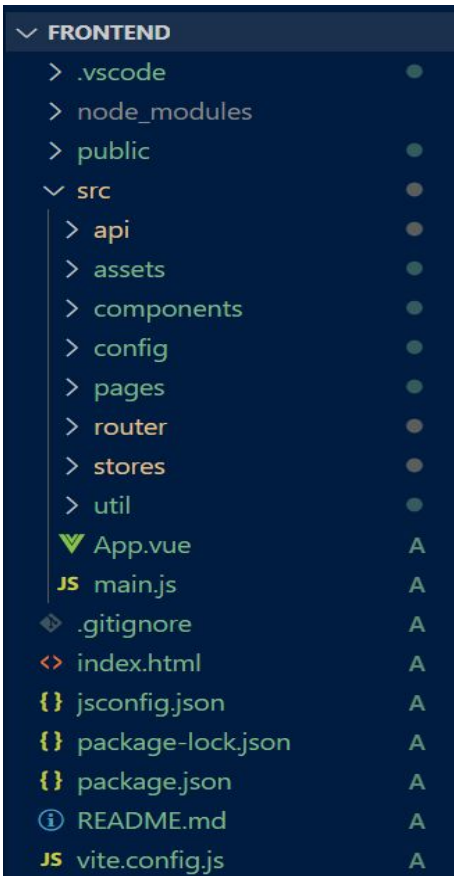 FRONTEND
.vscode
node_modules
public
src
api
assets
components
config
pages
router
stores
util
App.vue A
JS main.js A
.gitignore A
<> index.html A
{} jsconfig.json A
{} package-lock.json A
{} package.json A
README.md A
JS vite.config.js A